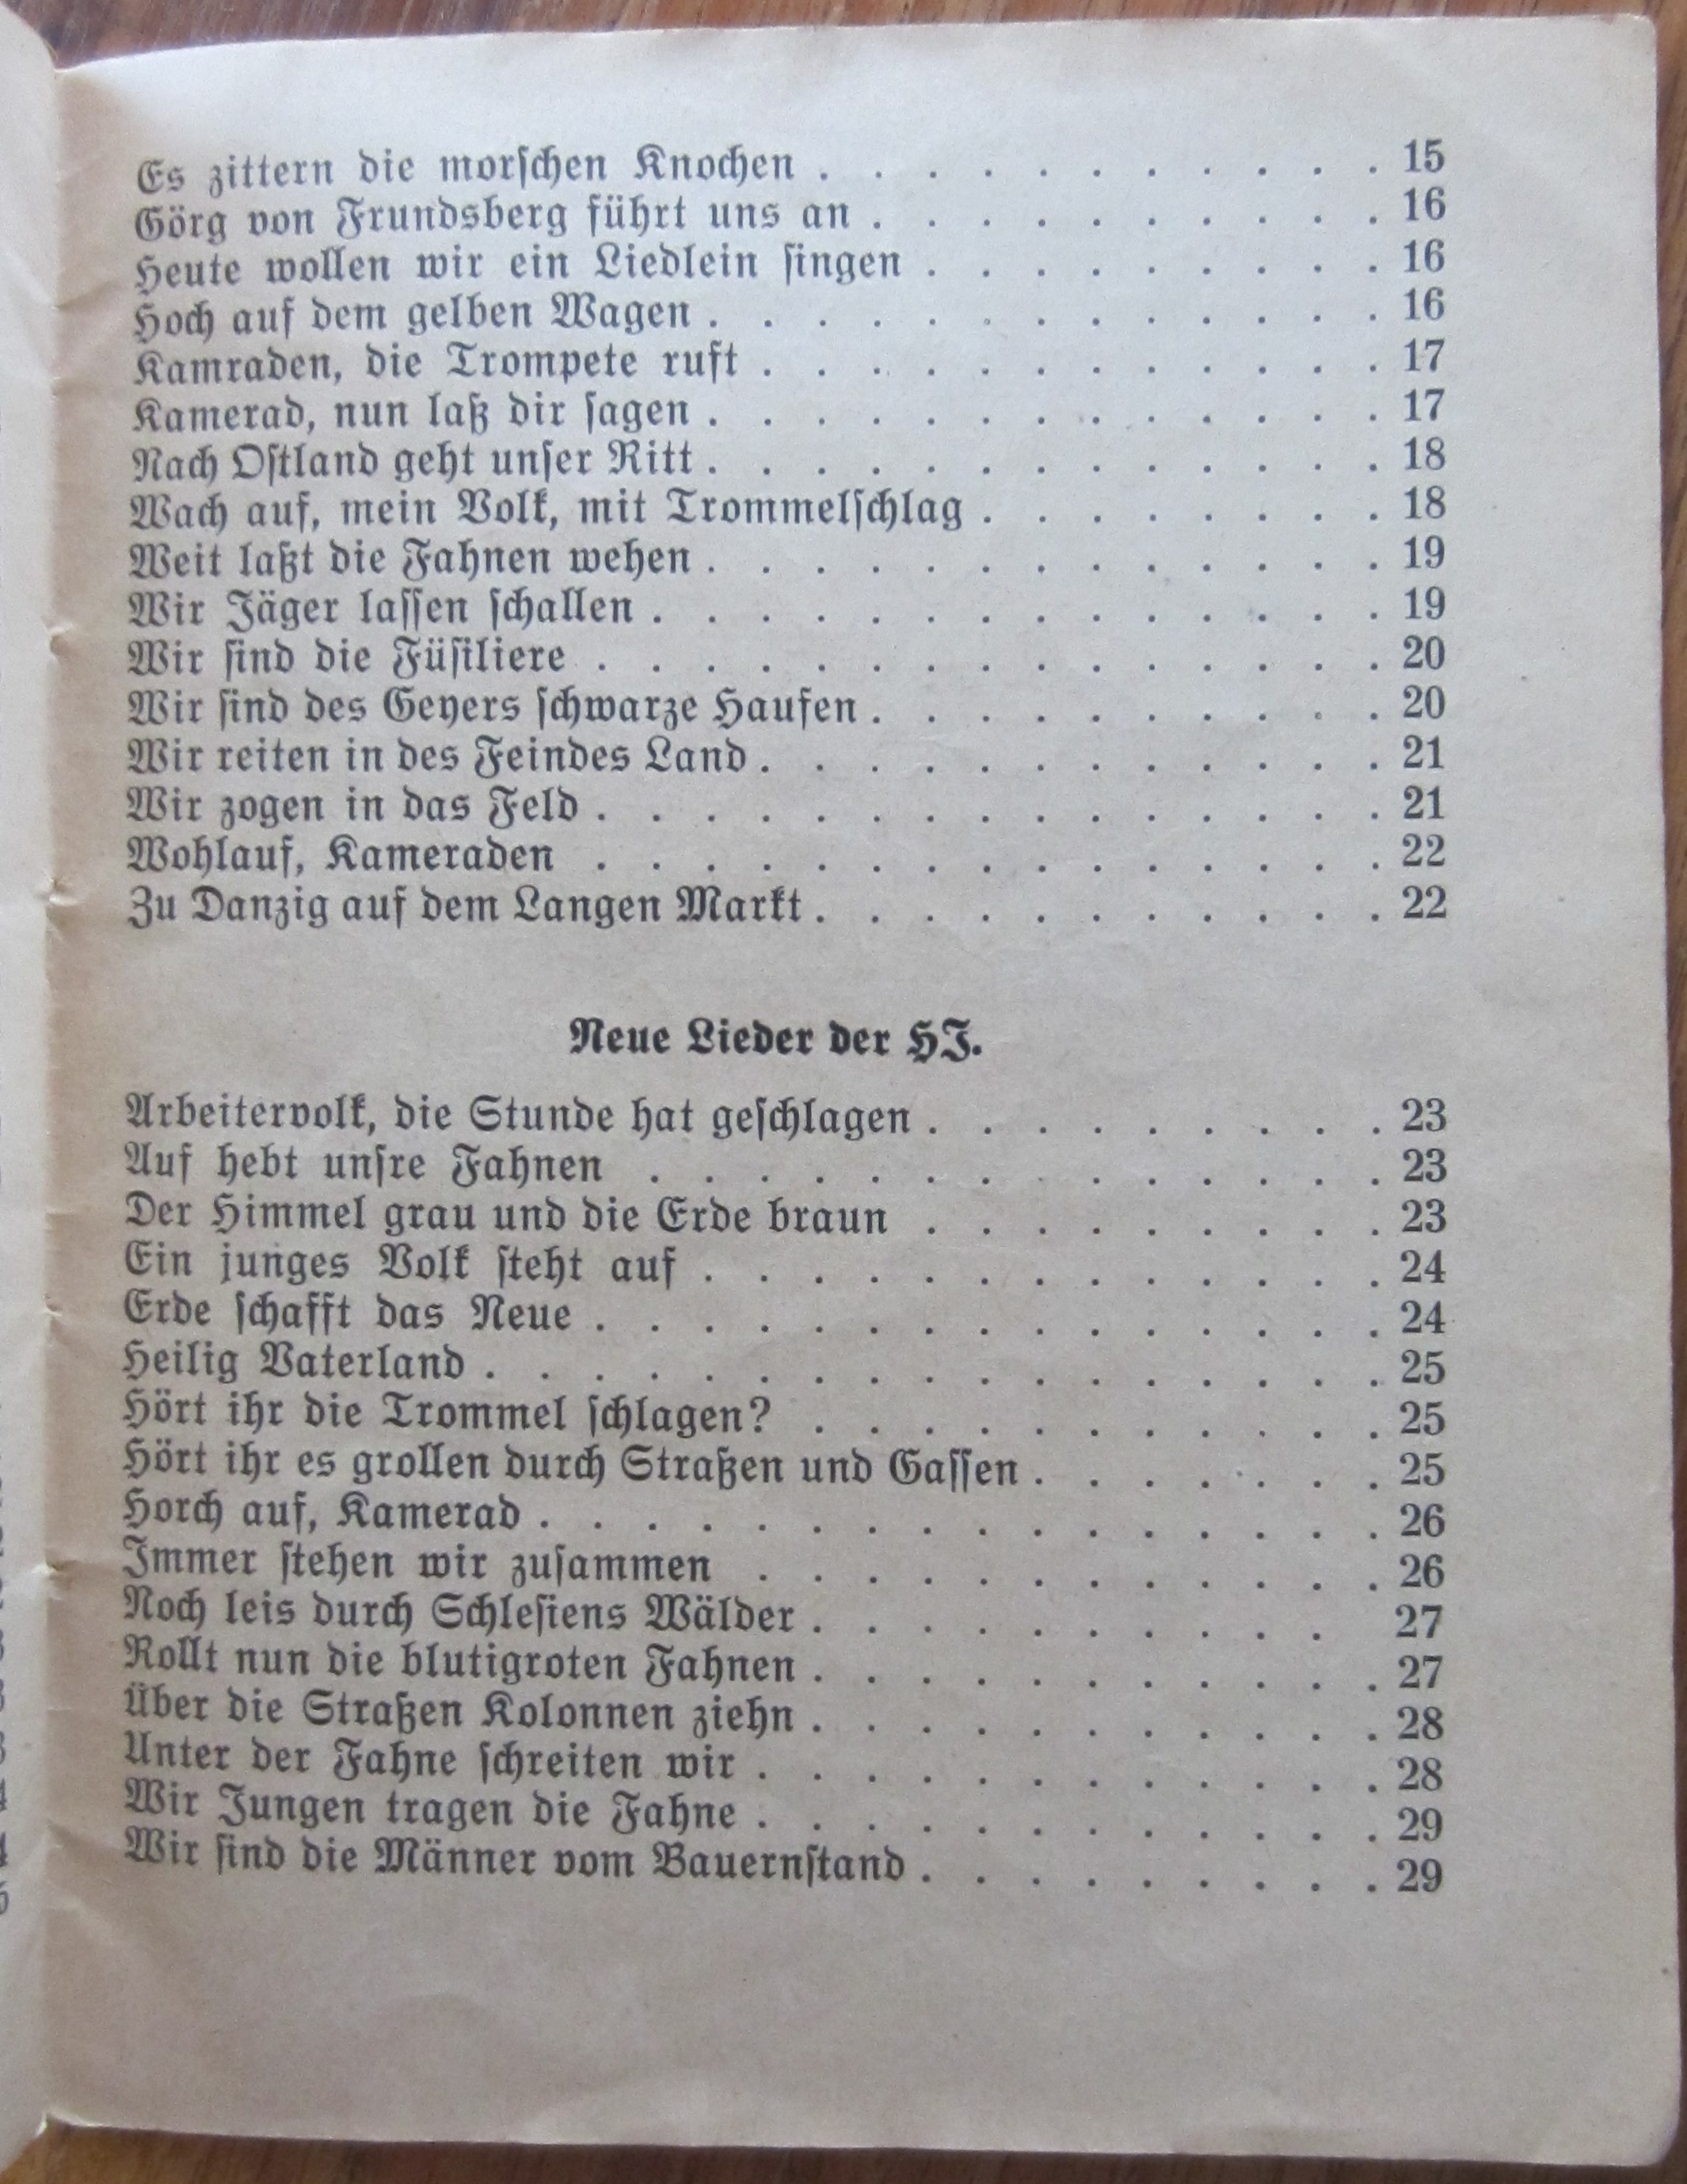 Es zittern die morschen Knochen . . . . . . . . . . . 15
Görg von Frundsberg führt uns an . . . . . . . . . . 16
Heute wollen wir ein Liedlein singen . . . . . . . . . 16
Hoch auf dem gelben Wagen . . . . . . . . . . . . . 16
Kamraden, die Trompete ruft . . . . . . . . . . . . 17
Kamerad, nun laß dir sagen . . . . . . . . . . . . . 17
Nach Ostland geht unser Ritt . . . . . . . . . . . . . 18
Wach auf, mein Volk, mit Trommelschlag . . . . . . . . 18
Weit laßt die Fahnen wehen . . . . . . . . . . . . . 19
Wir Jäger lassen schallen . . . . . . . . . . . . . . 19
Wir sind die Füsiliere . . . . . . . . . . . . . . . 20
Wir sind des Geyers schwarze Haufen . . . . . . . . . . 20
Wir reiten in des Feindes Land . . . . . . . . . . . . 21
Wir zogen in das Feld . . . . . . . . . . . . . . . 21
Wohlauf, Kameraden . . . . . . . . . . . . . . . 22
Zu Danzig auf dem Langen Markt . . . . . . . . . . . 22
Neue Lieder der HJ.
Arbeitervolk, die Stunde hat geschlagen . . . . . . . . . 23
Auf hebt unsre Fahnen . . . . . . . . . . . . . . 23
Der Himmel grau und die Erde braun . . . . . . . . . 23
Ein junges Volk steht auf . . . . . . . . . . . . . 24
Erde schafft das Neue . . . . . . . . . . . . . . . 24
Heilig Vaterland . . . . . . . . . . . . . . . . . 25
Hört ihr die Trommel schlagen? . . . . . . . . . . . 25
Hört ihr es grollen durch Straßen und Gassen . . . . . . . 25
Horch auf, Kamerad . . . . . . . . . . . . . . . . 26
Immer stehen wir zusammen . . . . . . . . . . . . 26
Noch leis durch Schlesiens Wälder . . . . . . . . . . 27
Rollt nun die blutigroten Fahnen . . . . . . . . . . . 27
Über die Straßen Kolonnen ziehn . . . . . . . . . . . 28
Unter der Fahne schreiten wir . . . . . . . . . . . . 28
Wir Jungen tragen die Fahne . . . . . . . . . . . . 29
Wir sind die Männer vom Bauernstand . . . . . . . . . 29